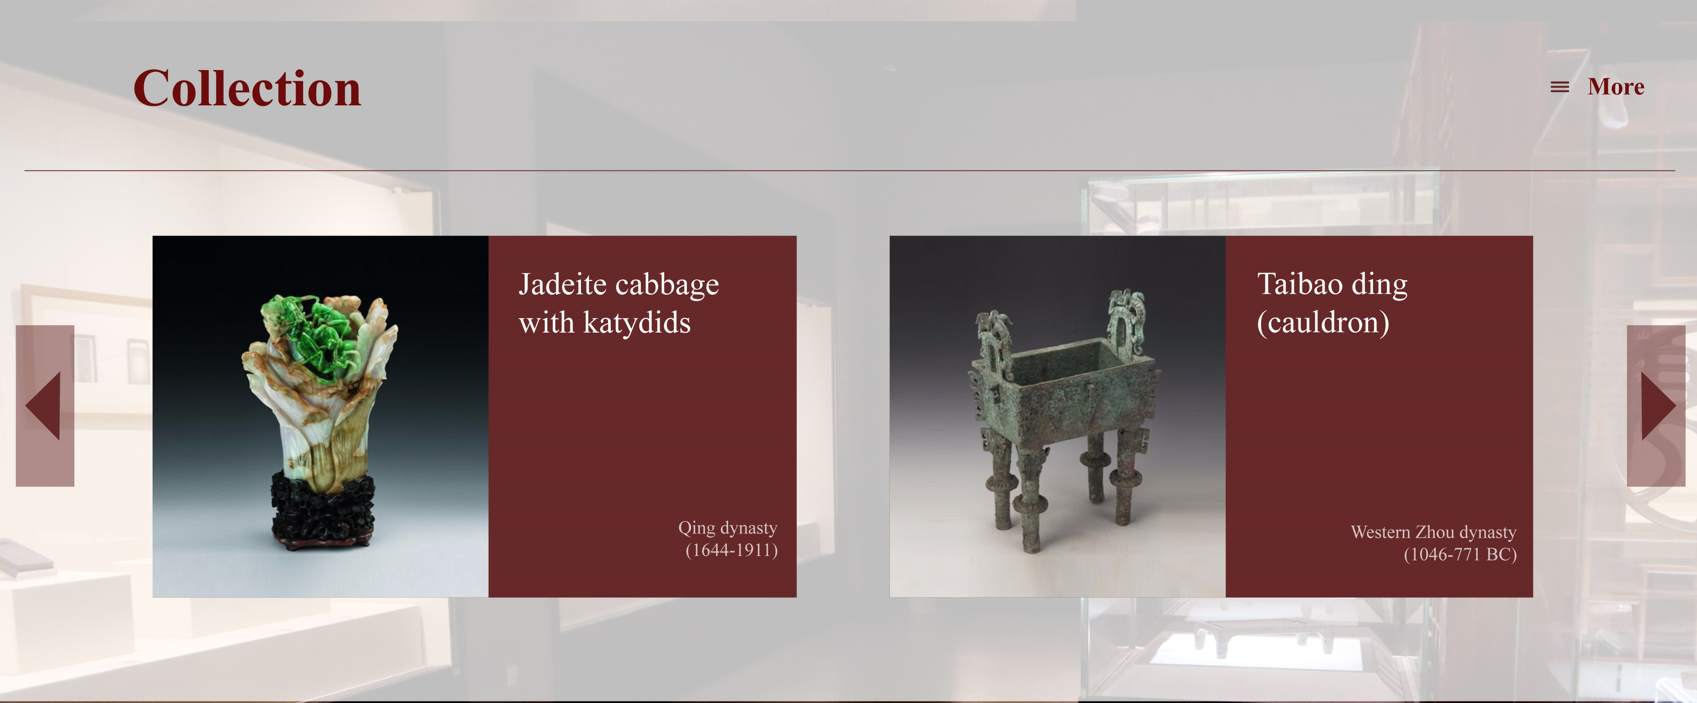 Collection
More
Jadeite cabbage
with katydids
Qing dynasty
(1644-1911)
Taibao ding
(cauldron)
Western Zhou dynasty
(1046-771 BC)